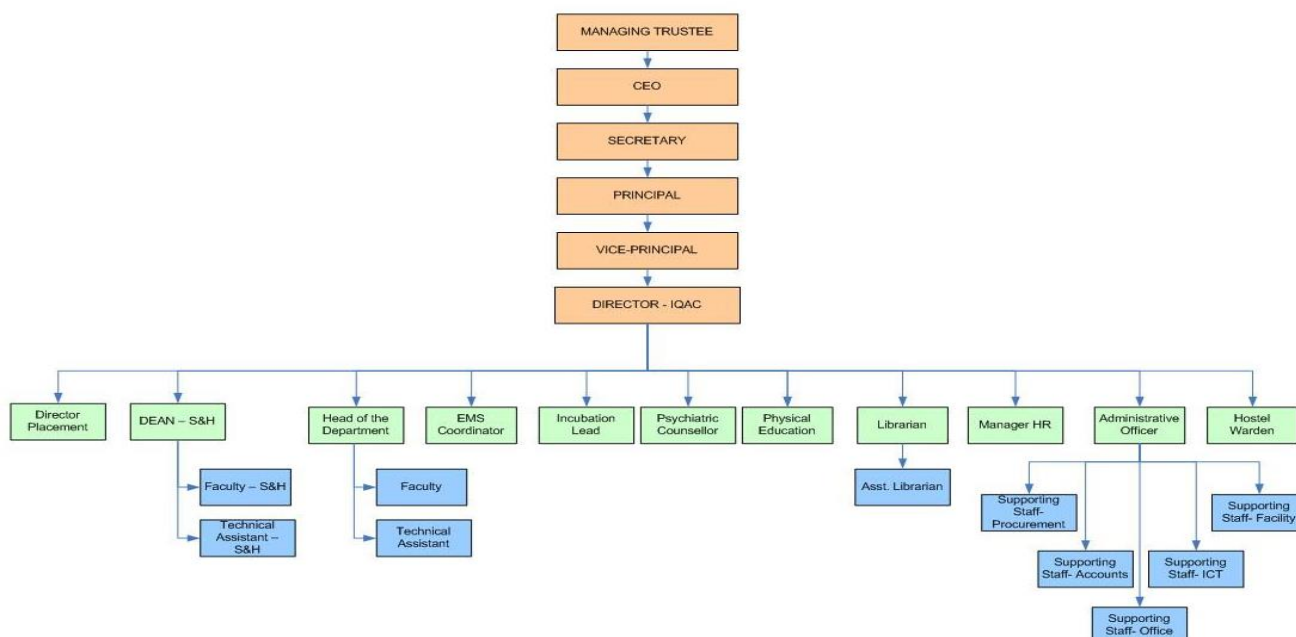 MANAGING TRUSTEE
CEO
SECRETARY
PRINCIPAL
VICE-PRINCIPAL
DIRECTOR - IQAC
Director
Placement
DEAN – S&H
Head of the
Department
EMS
Coordinator
Incubation
Lead
Psychiatric
Counsellor
Physical
Education
Librarian
Manager HR
Administrative
Officer
Hostel
Warden
Faculty – S&H
Faculty
Asst. Librarian
Supporting
Staff-
Procurement
Supporting
Staff- Facility
Technical
Assistant –
S&H
Technical
Assistant
Supporting
Staff- Accounts
Supporting
Staff- ICT
Supporting
Staff- Office